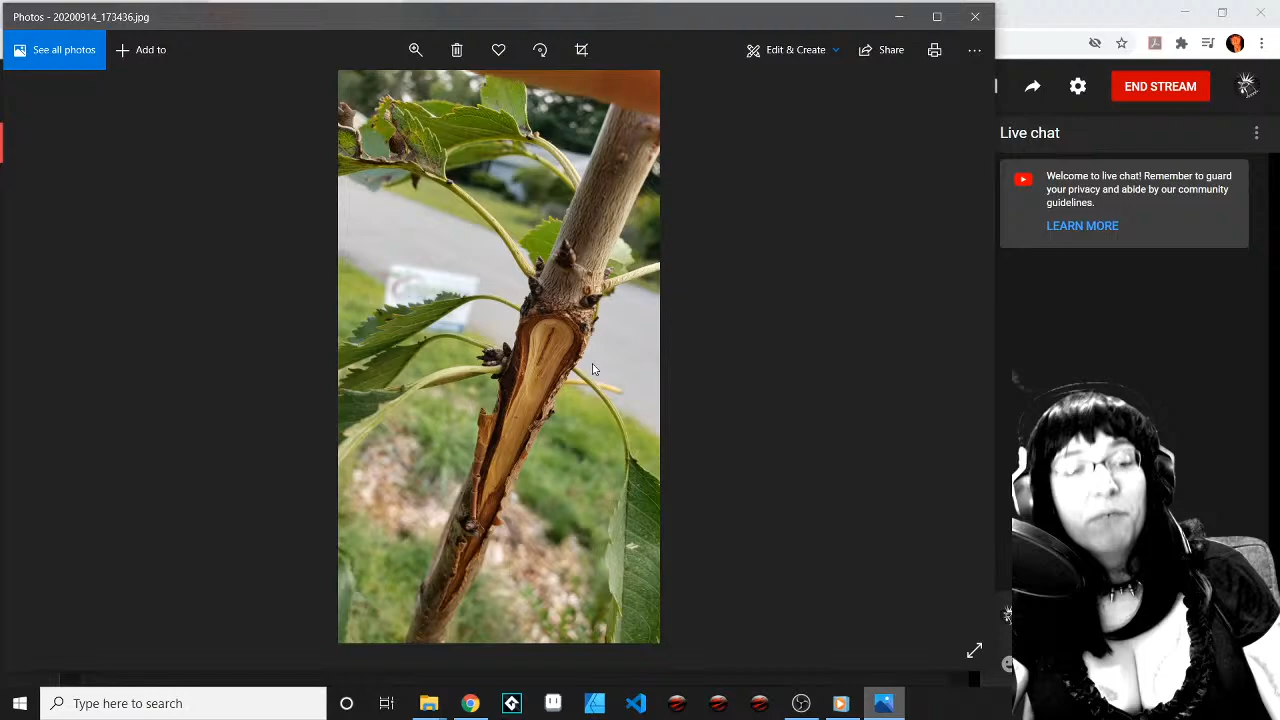 Photos - 20200914_173436.jpg
See all photos
Add to
Edit & Create
Share
END STREAM
Live chat
Welcome to live chat! Remember to guard
your privacy and abide by our community
guidelines.
LEARN MORE
Type here to search